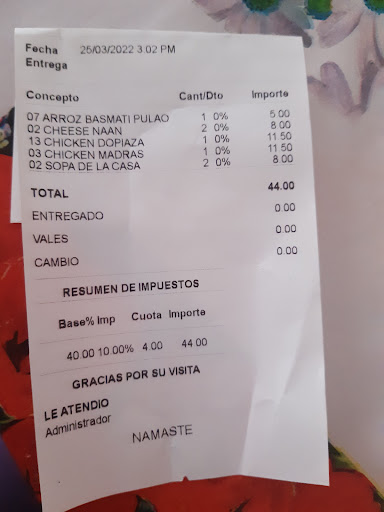 Fecha 25/03/2022 3.02 PM
Entrega
Concepto Cant/Dto Importe
07 ARROZ BASMATI PULAO 1 0% 5.00
02 CHEESE NAAN 2 0% 8.00
13 CHICKEN DOPIAZA 1 0% 11.50
03 CHICKEN MADRAS 1 0% 11.50
02 SOPA DE LA CASA 2 0% 8.00
TOTAL 44.00
ENTREGADO 0.00
VALES 0.00
CAMBIO 0.00
RESUMEN DE IMPUESTOS
Base% Imp Cuota Importe
40.00 10.00% 4.00 44.00
GRACIAS POR SU VISITA
LE ATENDIO
Administrador
NAMASTE